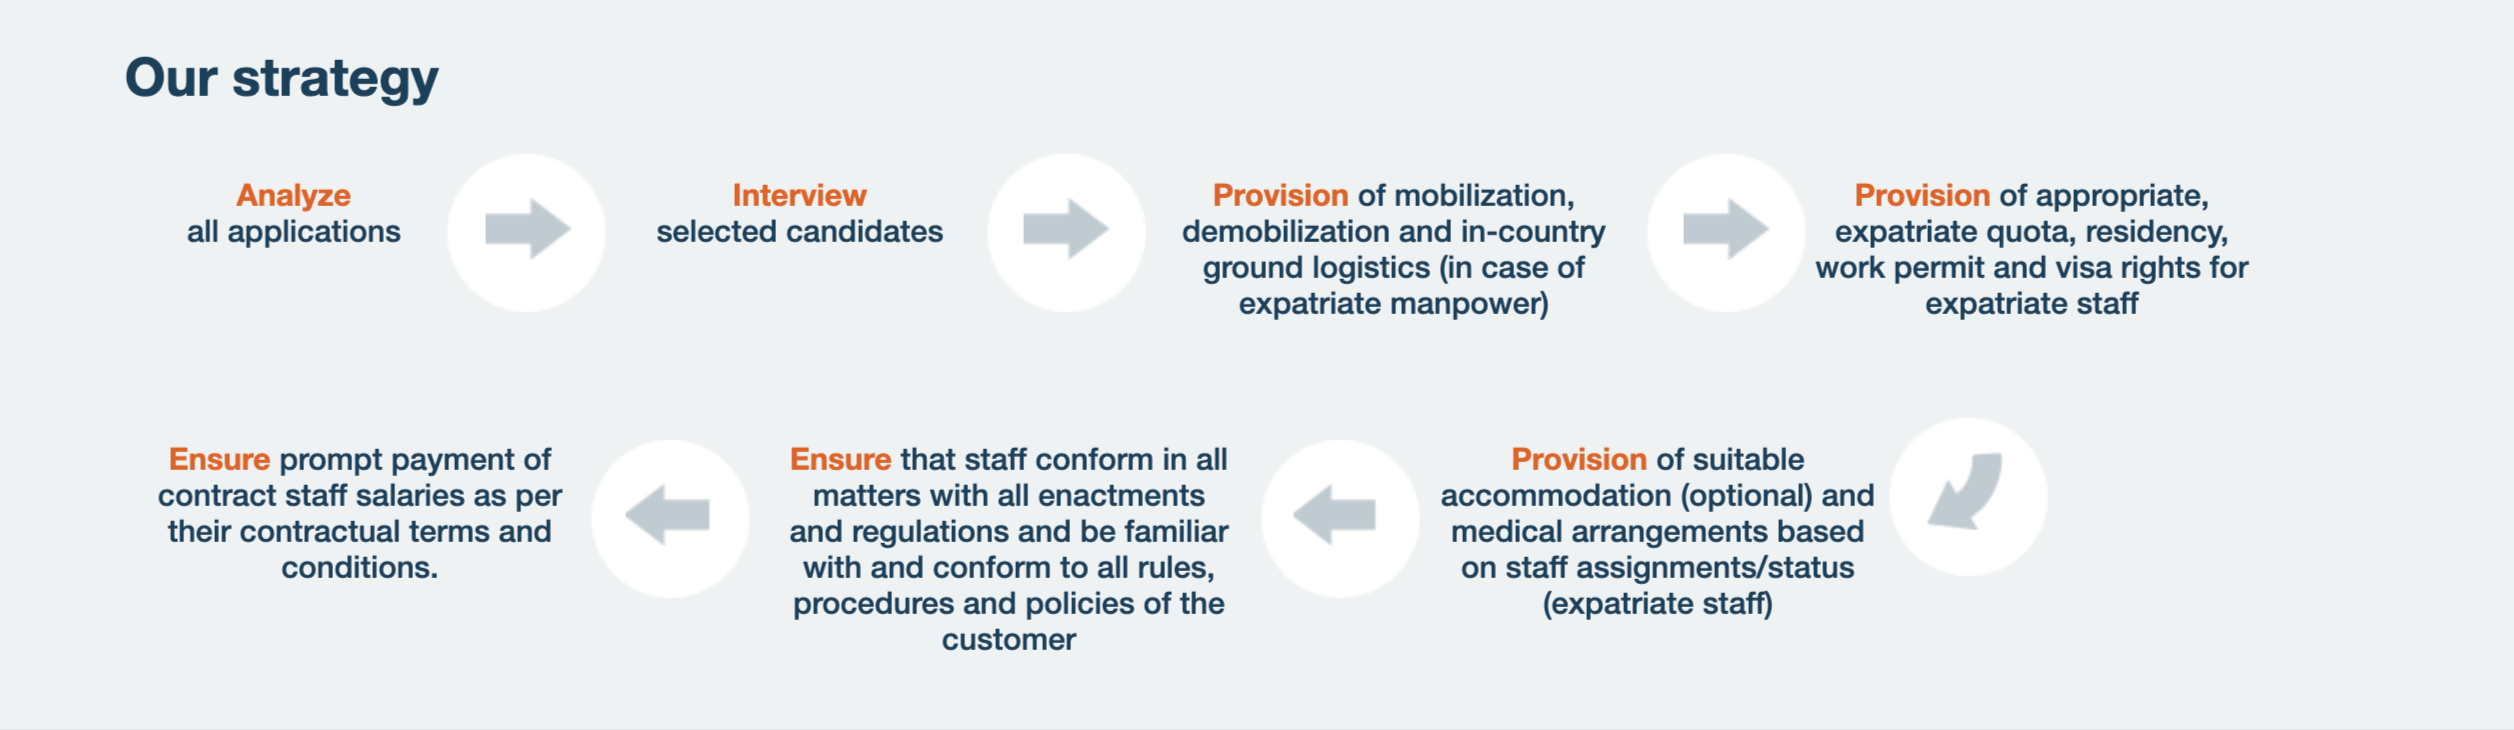 Our strategy
Analyze
all applications
Interview
selected candidates
Provision of mobilization,
demobilization and in-country
ground logistics (in case of
expatriate manpower)
Provision of appropriate,
expatriate quota, residency,
work permit and visa rights for
expatriate staff
Provision of suitable
accommodation (optional) and
medical arrangements based
on staff assignments/status
(expatriate staff)
Ensure that staff conform in all
matters with all enactments
and regulations and be familiar
with and conform to all rules,
procedures and policies of the
customer
Ensure prompt payment of
contract staff salaries as per
their contractual terms and
conditions.